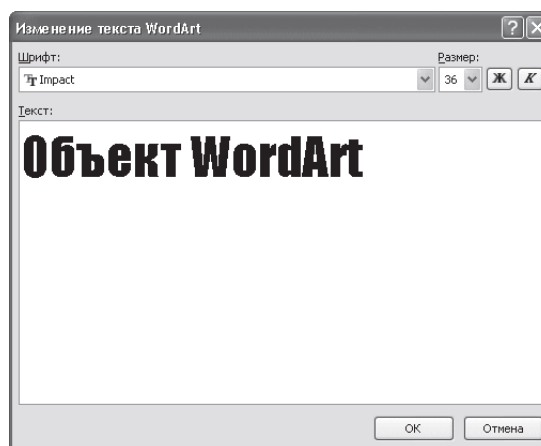 Изменение текста WordArt
Шрифт: Размер:
Impact 36 Ж К
Текст:
Объект WordArt
ОК Отмена